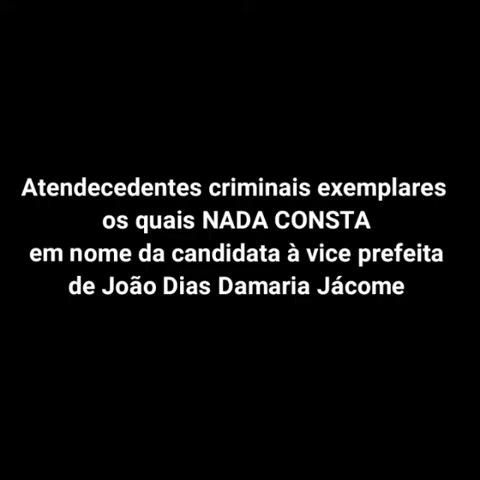 Atendecedentes criminais exemplares
os quais NADA CONSTA
em nome da candidata à vice prefeita
de João Dias Damaria Jácome